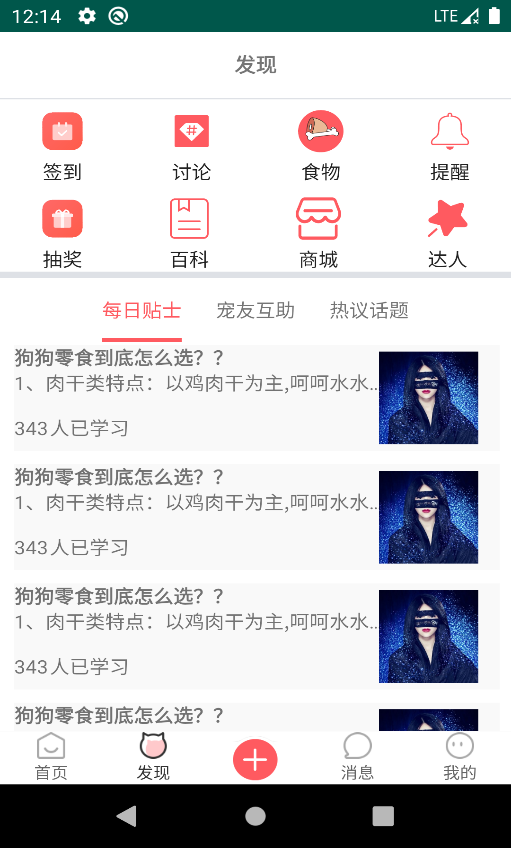 12:14 LTE
发现
签到 讨论 食物 提醒
抽奖 百科 商城 达人
每日贴士 宠友互助 热议话题
狗狗零食到底怎么选？？
1、肉干类特点：以鸡肉干为主,呵呵水水...
343人已学习
狗狗零食到底怎么选？？
1、肉干类特点：以鸡肉干为主,呵呵水水...
343人已学习
狗狗零食到底怎么选？？
1、肉干类特点：以鸡肉干为主,呵呵水水...
343人已学习
狗狗零食到底怎么选？？
首页 发现 消息 我的